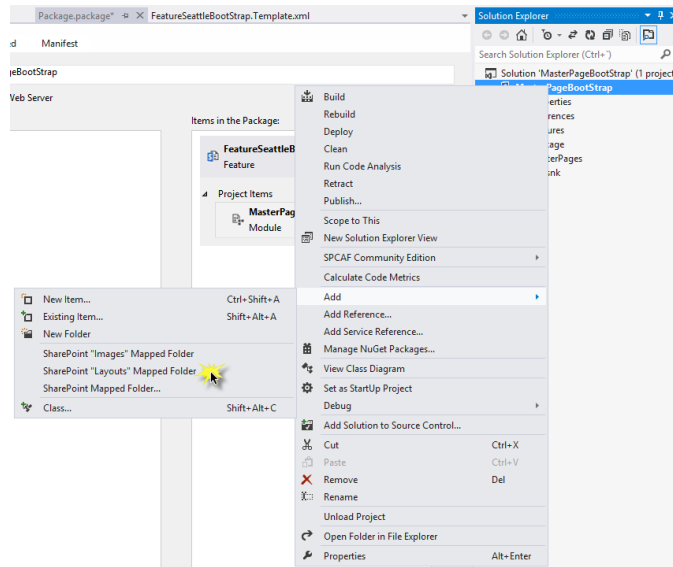 Package.package* FeatureSeattleBootStrap.Template.xml
Solution Explorer
ed Manifest
Search Solution Explorer (Ctrl+`)
geBootStrap
Solution 'MasterPageBootStrap' (1 project
PageBootStrap
Web Server
erties
Items in the Package:
rences
ures
kage
terPages
snk
FeatureSeattleB
Feature
Project Items
MasterPag
Module
Build
Rebuild
Deploy
Clean
Run Code Analysis
Retract
Publish...
Scope to This
New Solution Explorer View
SPCAF Community Edition
Calculate Code Metrics
Add
Add Reference...
Add Service Reference...
Manage NuGet Packages...
View Class Diagram
Set as StartUp Project
Debug
Add Solution to Source Control...
Cut Ctrl+X
Paste Ctrl+V
Remove Del
Rename
Unload Project
Open Folder in File Explorer
Properties Alt+Enter
New Item... Ctrl+Shift+A
Existing Item... Shift+Alt+A
New Folder
SharePoint "Images" Mapped Folder
SharePoint "Layouts" Mapped Folder
SharePoint Mapped Folder...
Class... Shift+Alt+C